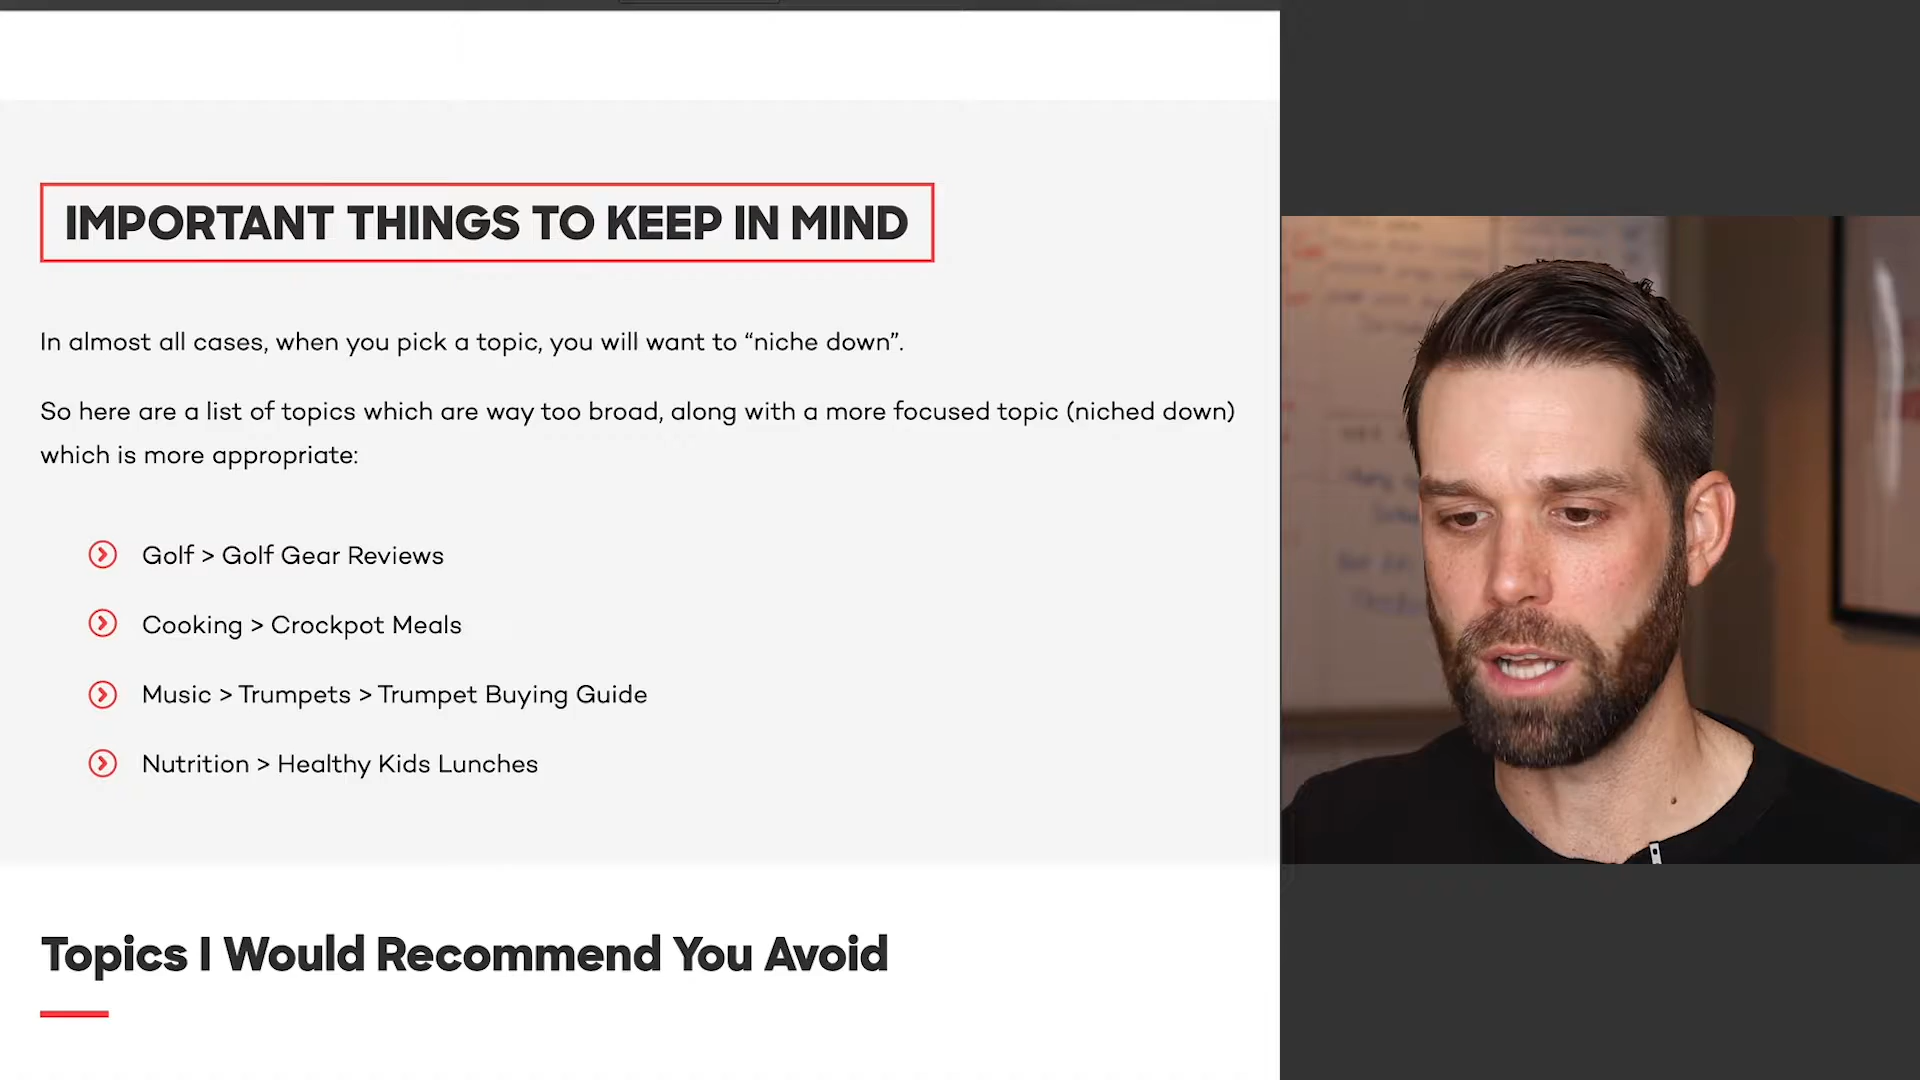 IMPORTANT THINGS TO KEEP IN MIND
In almost all cases, when you pick a topic, you will want to “niche down”.
So here are a list of topics which are way too broad, along with a more focused topic (niched down)
which is more appropriate:
Golf > Golf Gear Reviews
Cooking > Crockpot Meals
Music > Trumpets > Trumpet Buying Guide
Nutrition > Healthy Kids Lunches
Topics I Would Recommend You Avoid